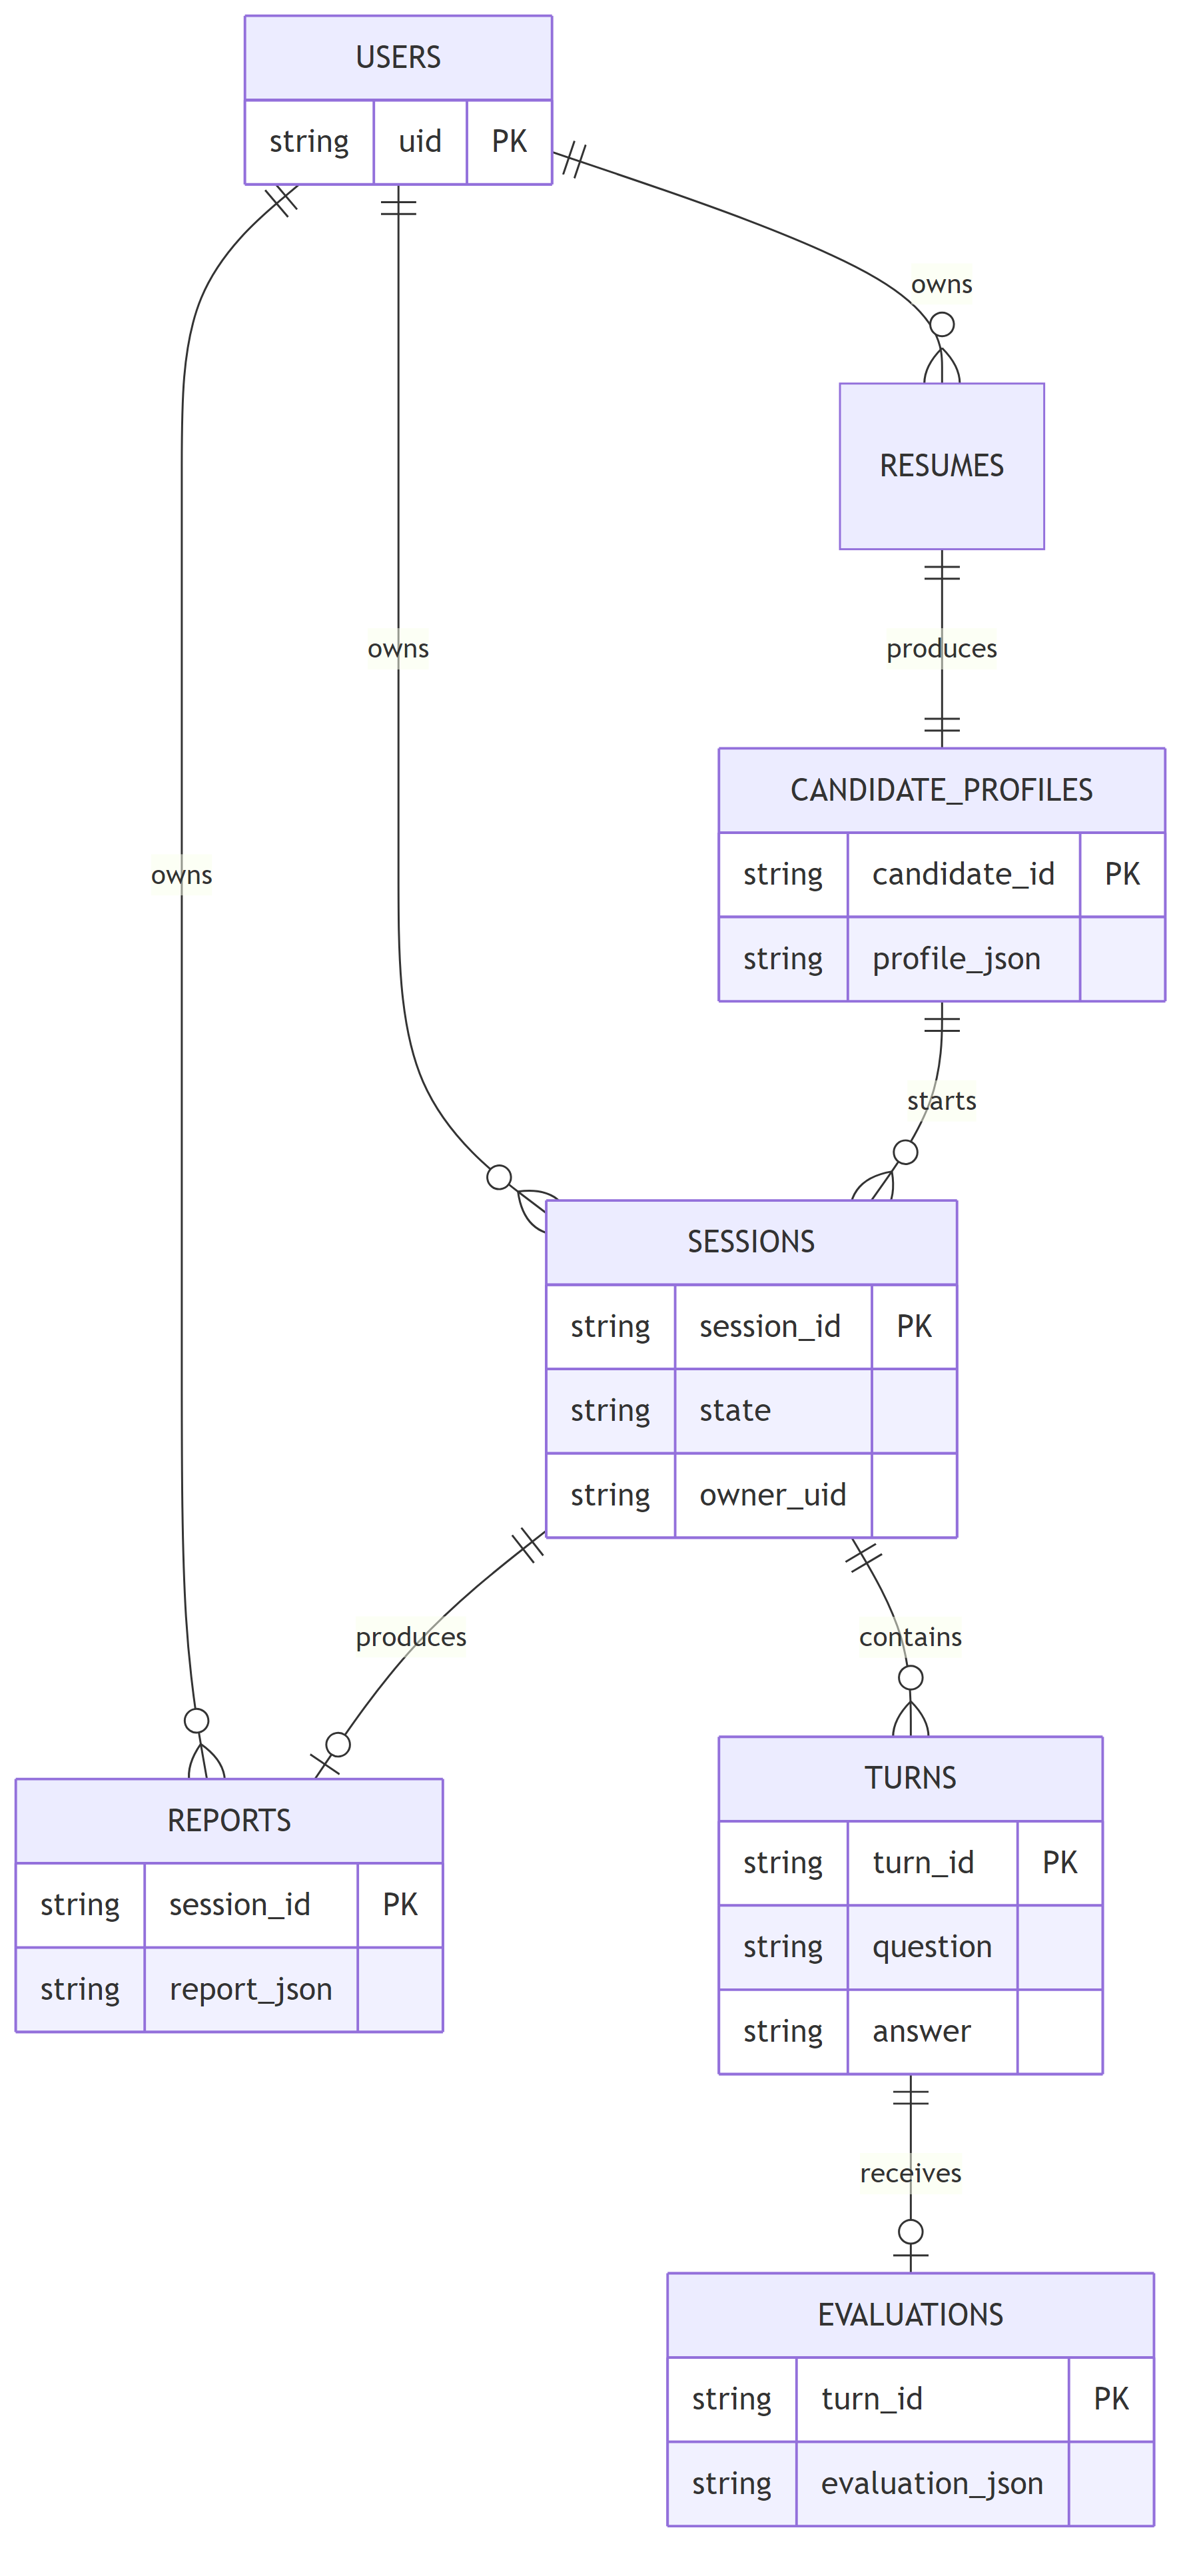 USERS
string uid PK
owns
RESUMES
owns
produces
CANDIDATE_PROFILES
string candidate_id PK
string profile_json
owns
starts
SESSIONS
string session_id PK
string state
string owner_uid
produces
contains
REPORTS
string session_id PK
string report_json
TURNS
string turn_id PK
string question
string answer
receives
EVALUATIONS
string turn_id PK
string evaluation_json